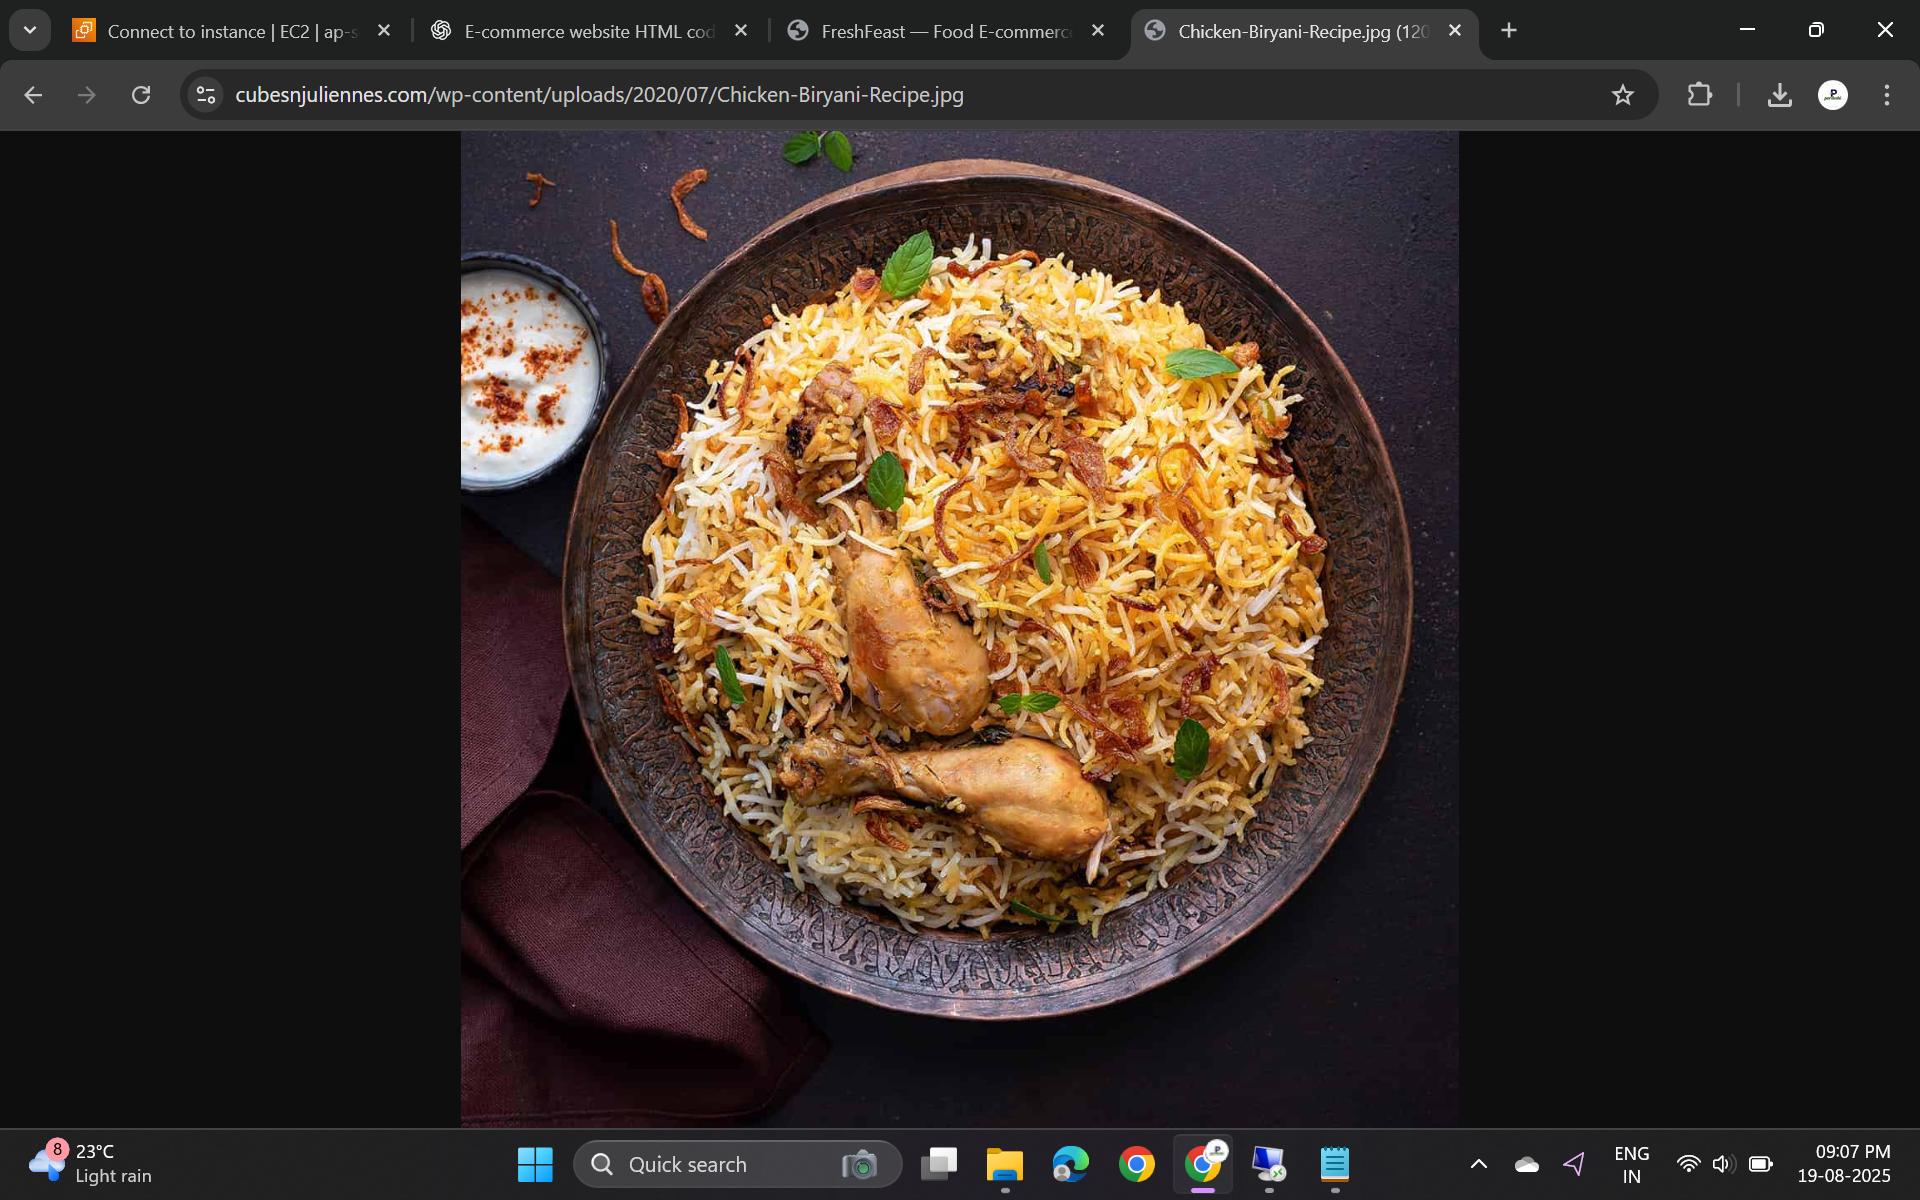 Connect to instance | EC2 | ap-s
E-commerce website HTML cod
FreshFeast — Food E-commerc
Chicken-Biryani-Recipe.jpg (120
cubesnjuliennes.com/wp-content/uploads/2020/07/Chicken-Biryani-Recipe.jpg
8
23°C
Light rain
Quick search
ENG
IN
09:07 PM
19-08-2025